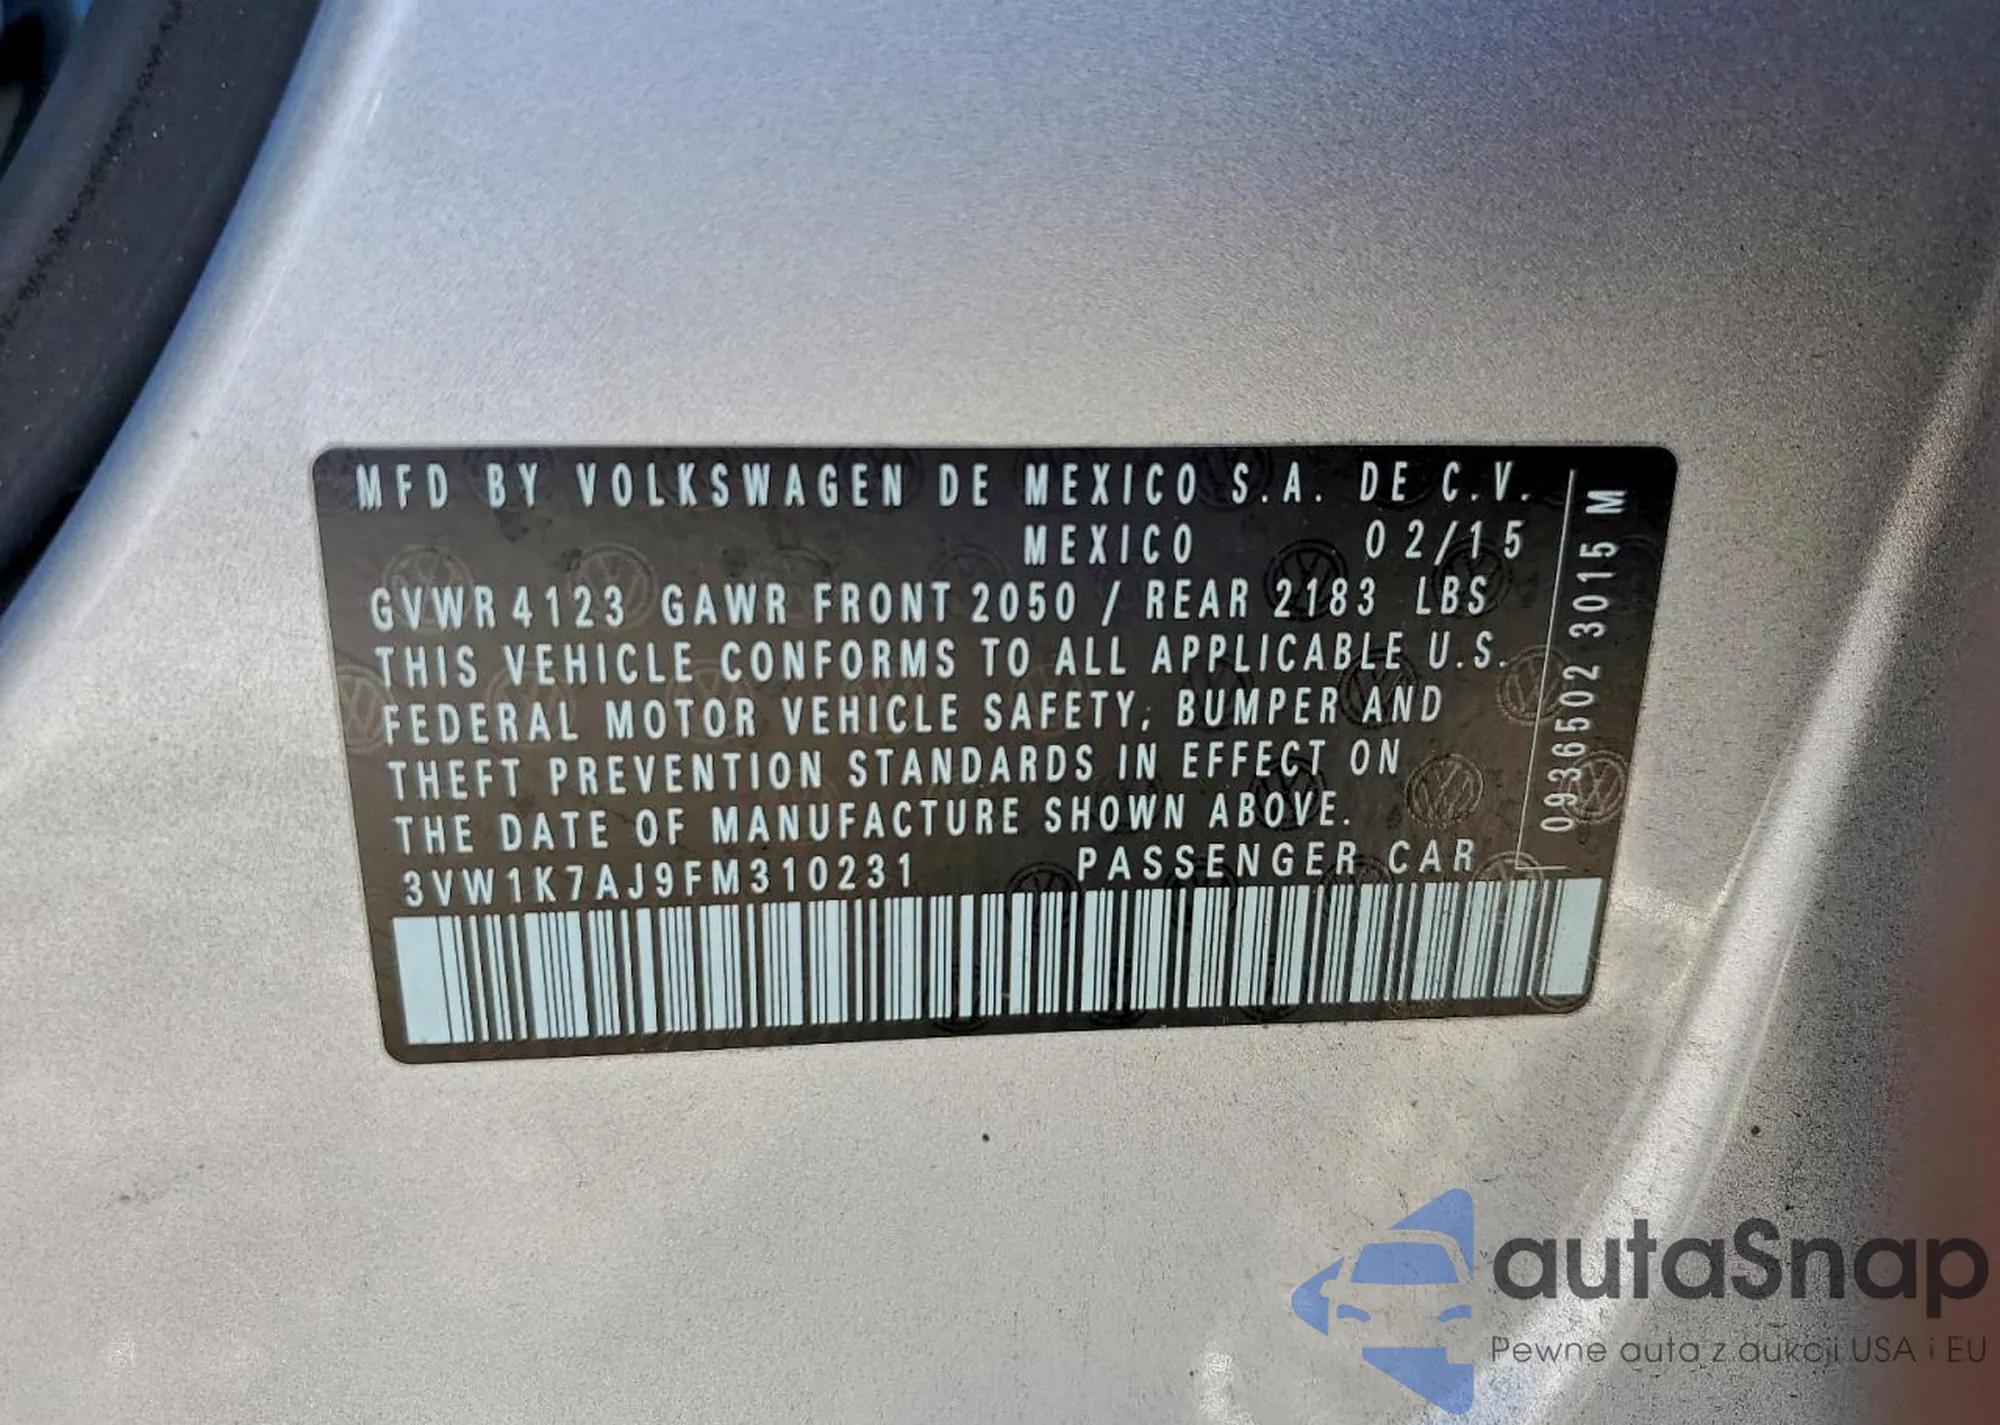 MFD BY VOLKSWAGEN DE MEXICO S.A. DE C.V.
MEXICO 02/15
GVWR 4123 GAWR FRONT 2050 / REAR 2183 LBS
THIS VEHICLE CONFORMS TO ALL APPLICABLE U.S.
FEDERAL MOTOR VEHICLE SAFETY, BUMPER AND
THEFT PREVENTION STANDARDS IN EFFECT ON
THE DATE OF MANUFACTURE SHOWN ABOVE.
3VW1K7AJ9FM310231 PASSENGER CAR
0936502 3015 M
autaSnap
Pewne auta z aukcji USA i EU